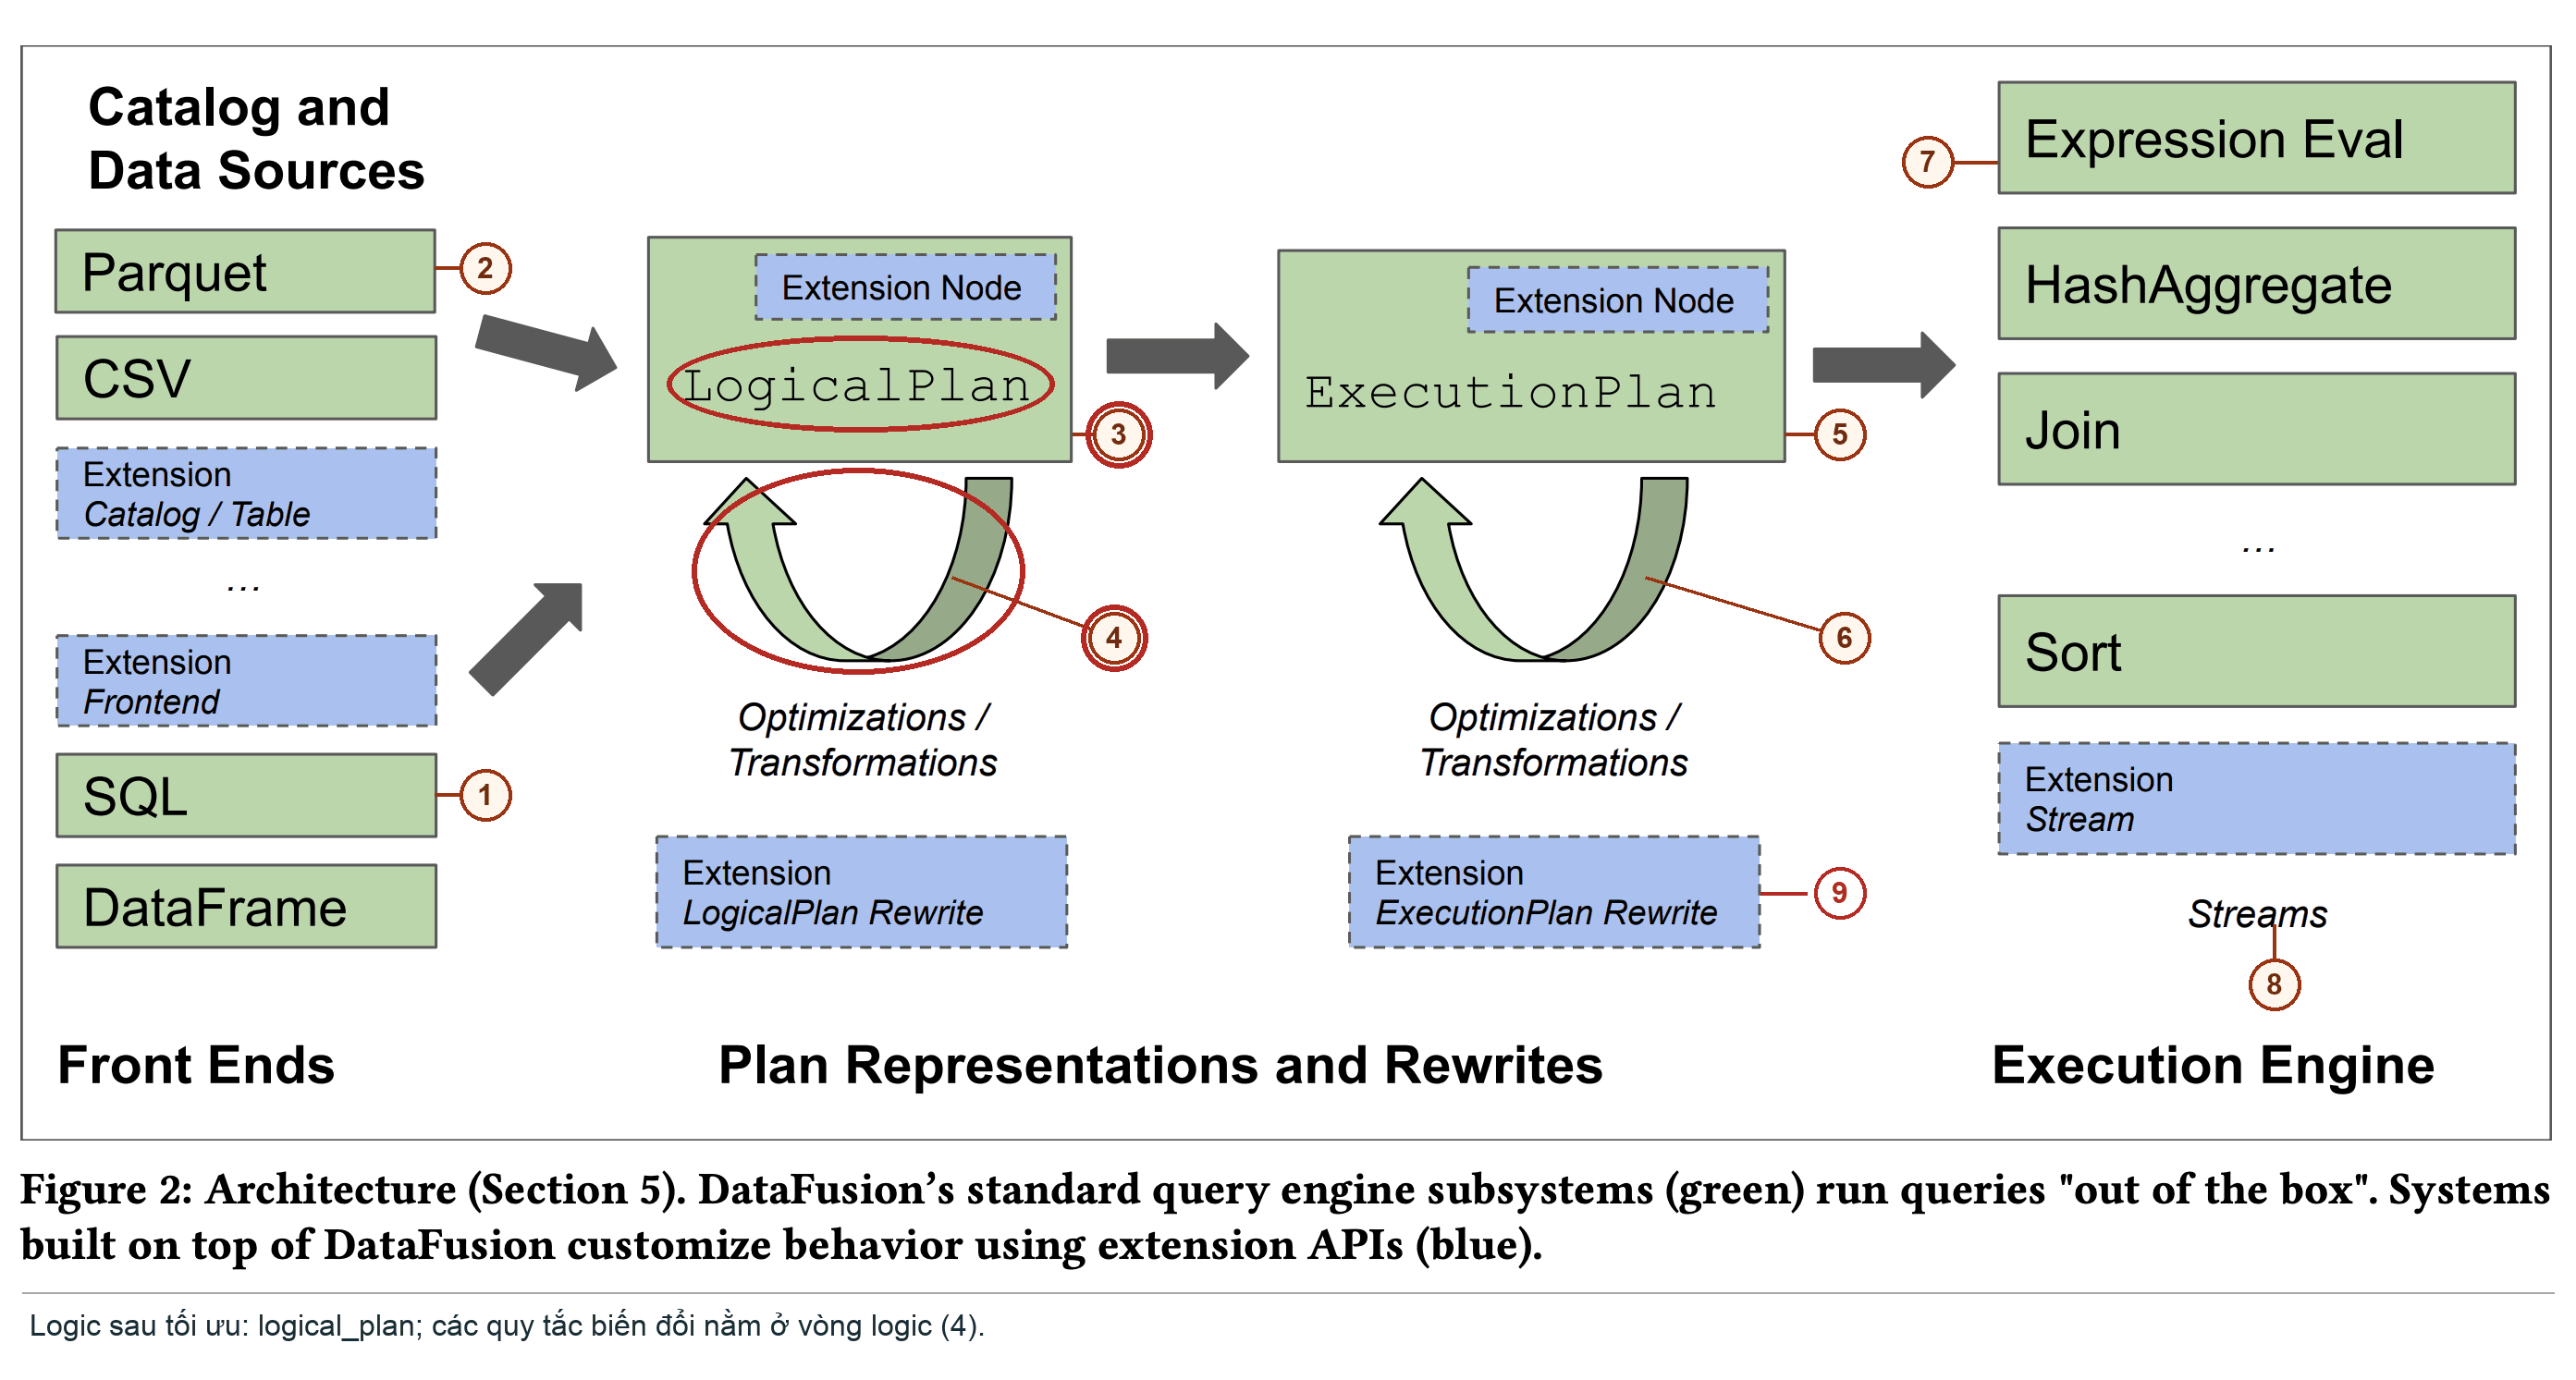 Catalog and
Data Sources
Parquet
2
CSV
Extension
Catalog / Table
...
Extension
Frontend
SQL
1
DataFrame
Front Ends
Extension Node
LogicalPlan
3
4
Optimizations /
Transformations
Extension
LogicalPlan Rewrite
Extension Node
ExecutionPlan
5
6
Optimizations /
Transformations
Extension
ExecutionPlan Rewrite
9
Plan Representations and Rewrites
7
Expression Eval
HashAggregate
Join
...
Sort
Extension
Stream
Streams
8
Execution Engine
Figure 2: Architecture (Section 5). DataFusion’s standard query engine subsystems (green) run queries "out of the box". Systems
built on top of DataFusion customize behavior using extension APIs (blue).
Logic sau tối ưu: logical_plan; các quy tắc biến đổi nằm ở vòng logic (4).